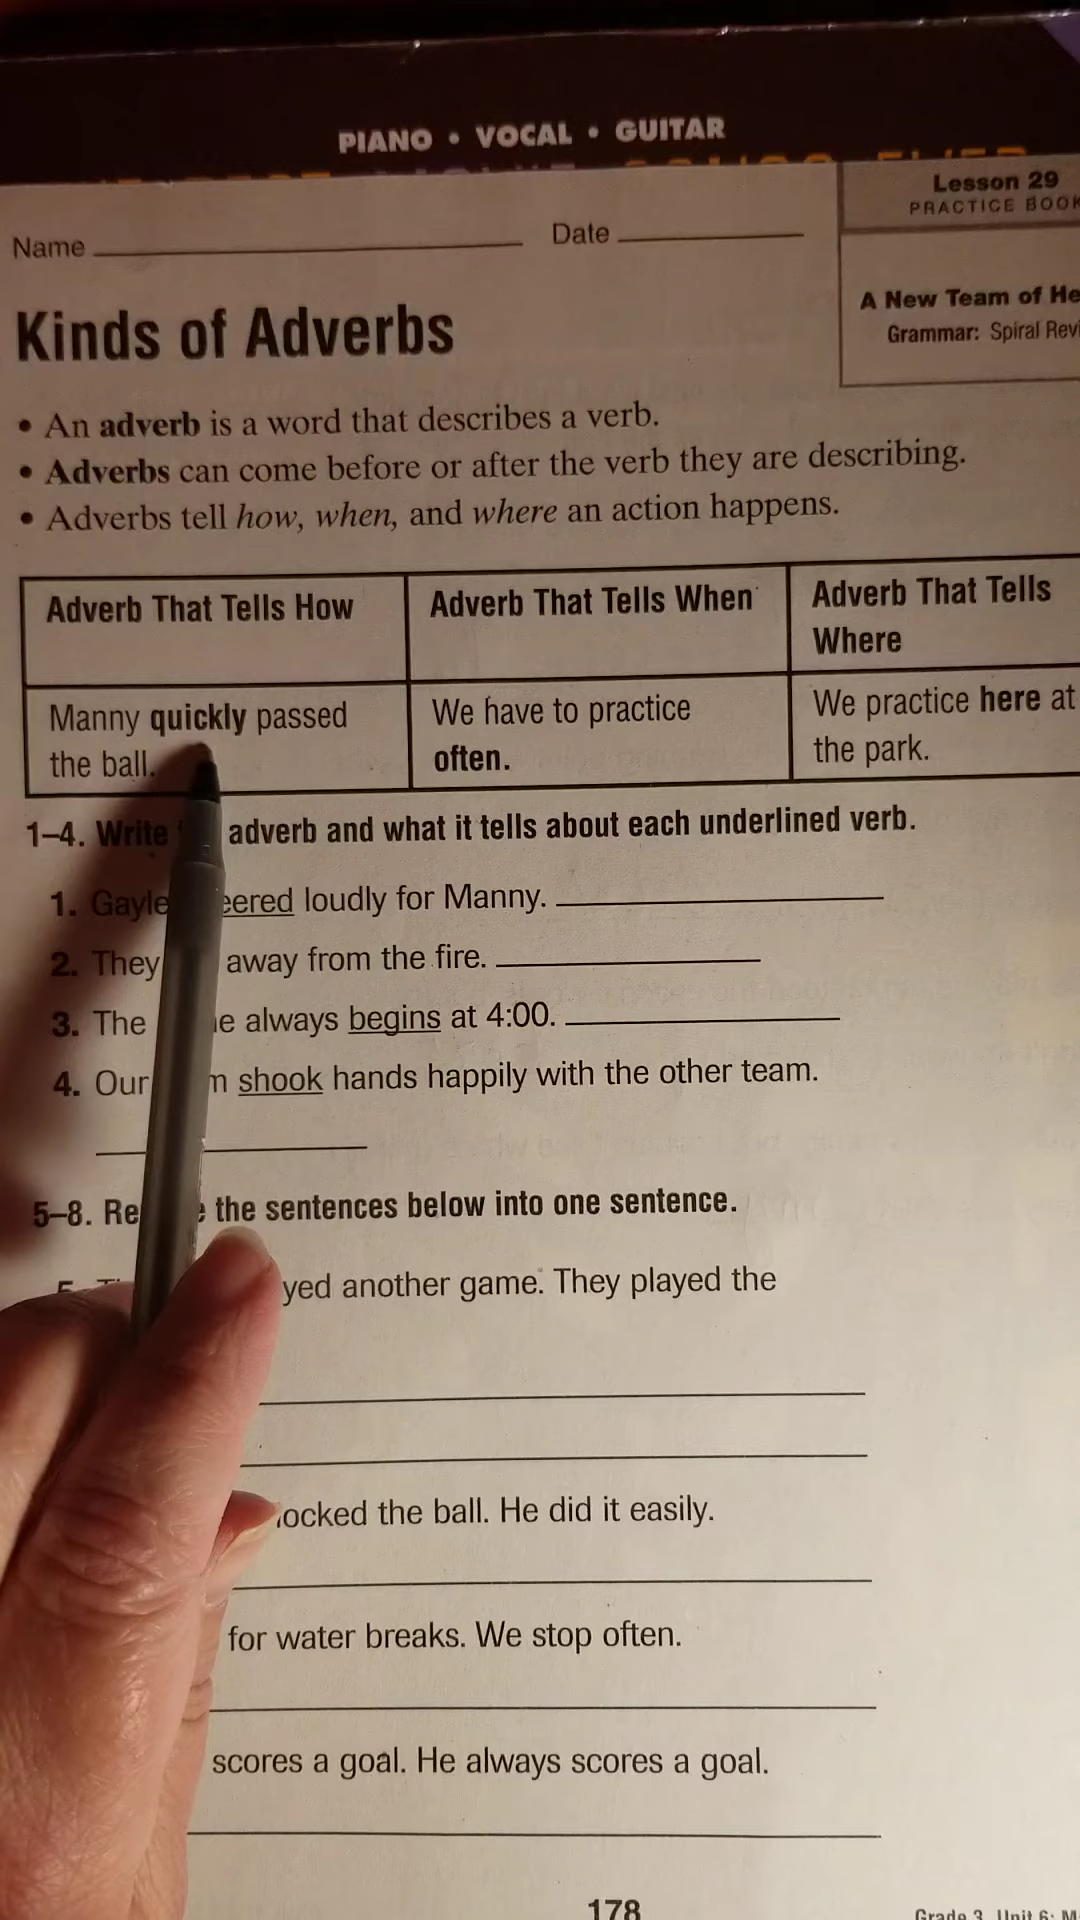 PIANO • VOCAL • GUITAR
Lesson 29
PRACTICE BOOK
Name
Date
A New Team of
Grammar: Spiral
Kinds of Adverbs
• An adverb is a word that describes a verb.
• Adverbs can come before or after the verb they are describing.
• Adverbs tell how, when, and where an action happens.
Adverb That Tells How
Adverb That Tells When
Adverb That Tells
Where
Manny quickly passed
the ball.
We have to practice
often.
We practice here at
the park.
1–4. Write adverb and what it tells about each underlined verb.
1. Gayle loudly for Manny.
2. They away from the fire.
3. The always begins at 4:00.
4. Our shook hands happily with the other team.
5–8. the sentences below into one sentence.
another game. They played the
the ball. He did it easily.
for water breaks. We stop often.
scores a goal. He always scores a goal.
178
Grade 3, Unit 6: